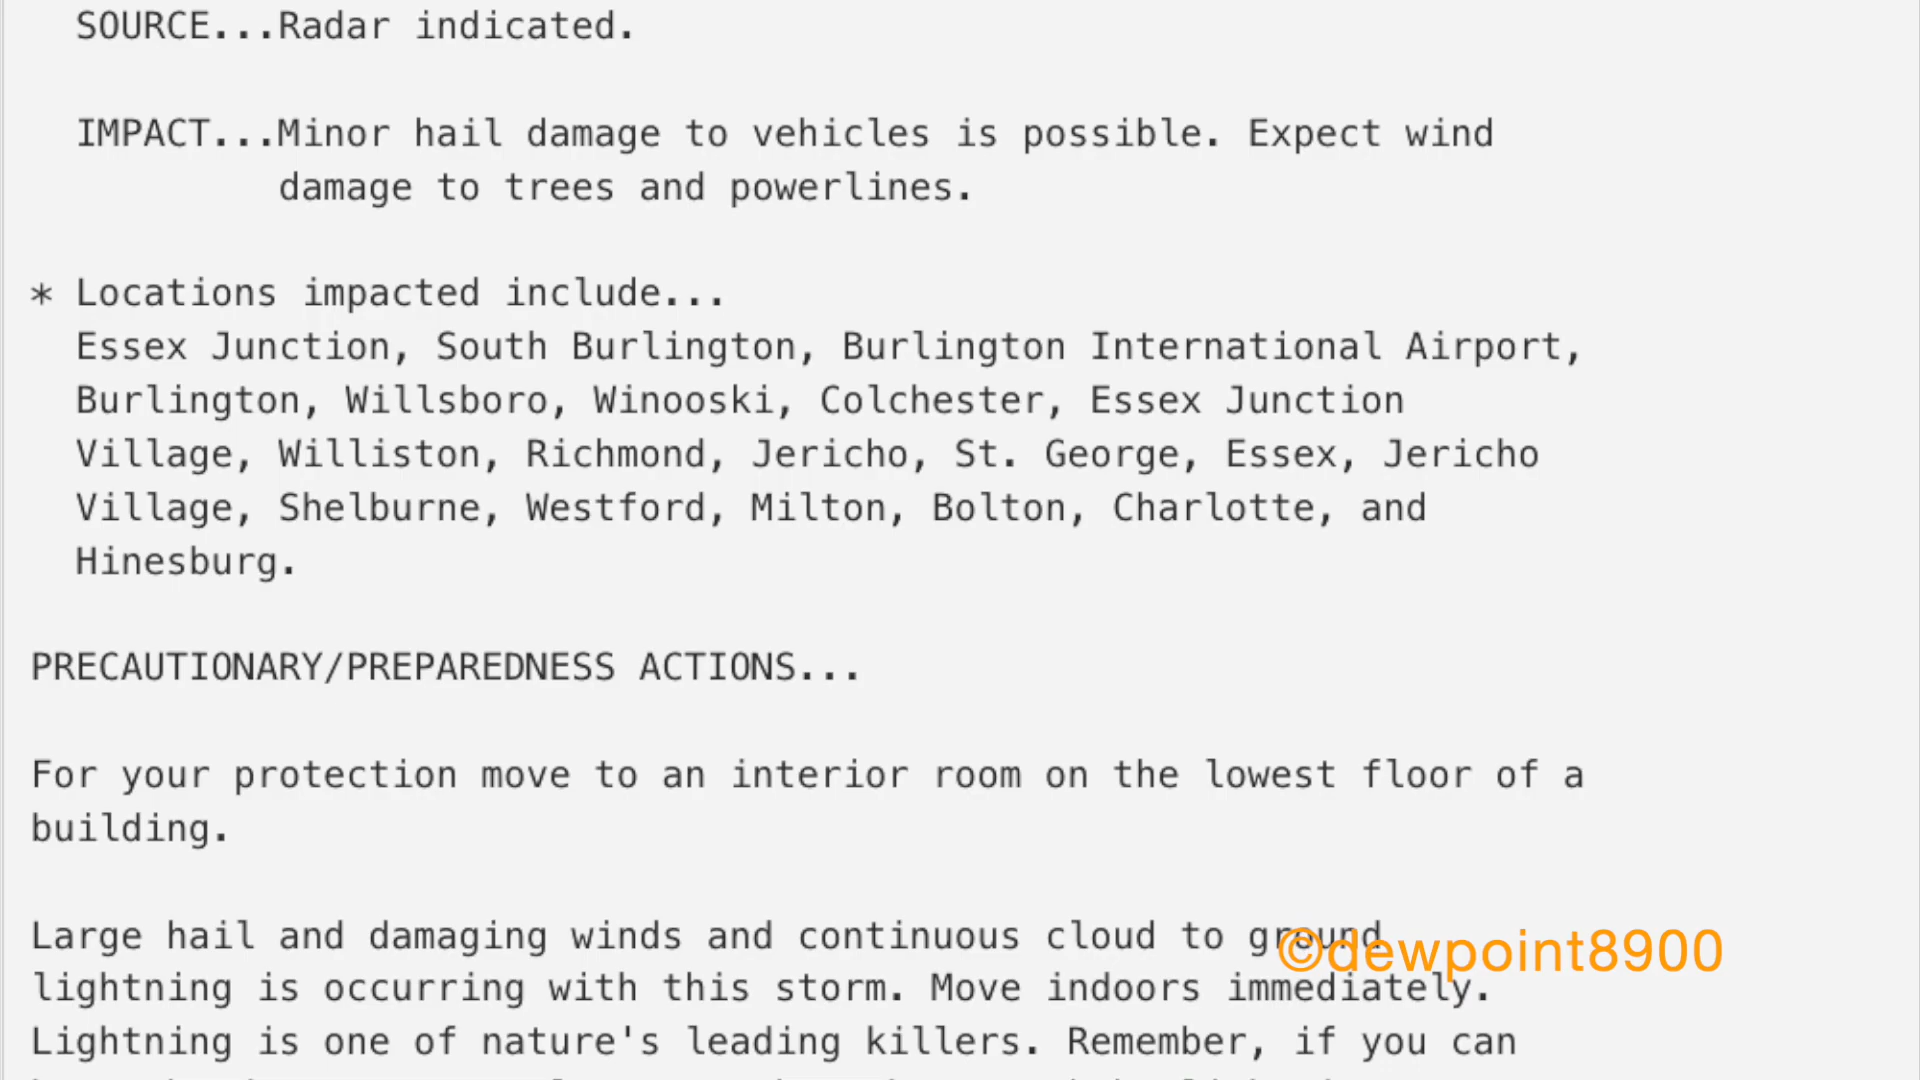 SOURCE...Radar indicated.
IMPACT...Minor hail damage to vehicles is possible. Expect wind
damage to trees and powerlines.
* Locations impacted include...
Essex Junction, South Burlington, Burlington International Airport,
Burlington, Willsboro, Winooski, Colchester, Essex Junction
Village, Williston, Richmond, Jericho, St. George, Essex, Jericho
Village, Shelburne, Westford, Milton, Bolton, Charlotte, and
Hinesburg.
PRECAUTIONARY/PREPAREDNESS ACTIONS...
For your protection move to an interior room on the lowest floor of a
building.
Large hail and damaging winds and continuous cloud to ground
©dewpoint8900
lightning is occurring with this storm. Move indoors immediately.
Lightning is one of nature's leading killers. Remember, if you can